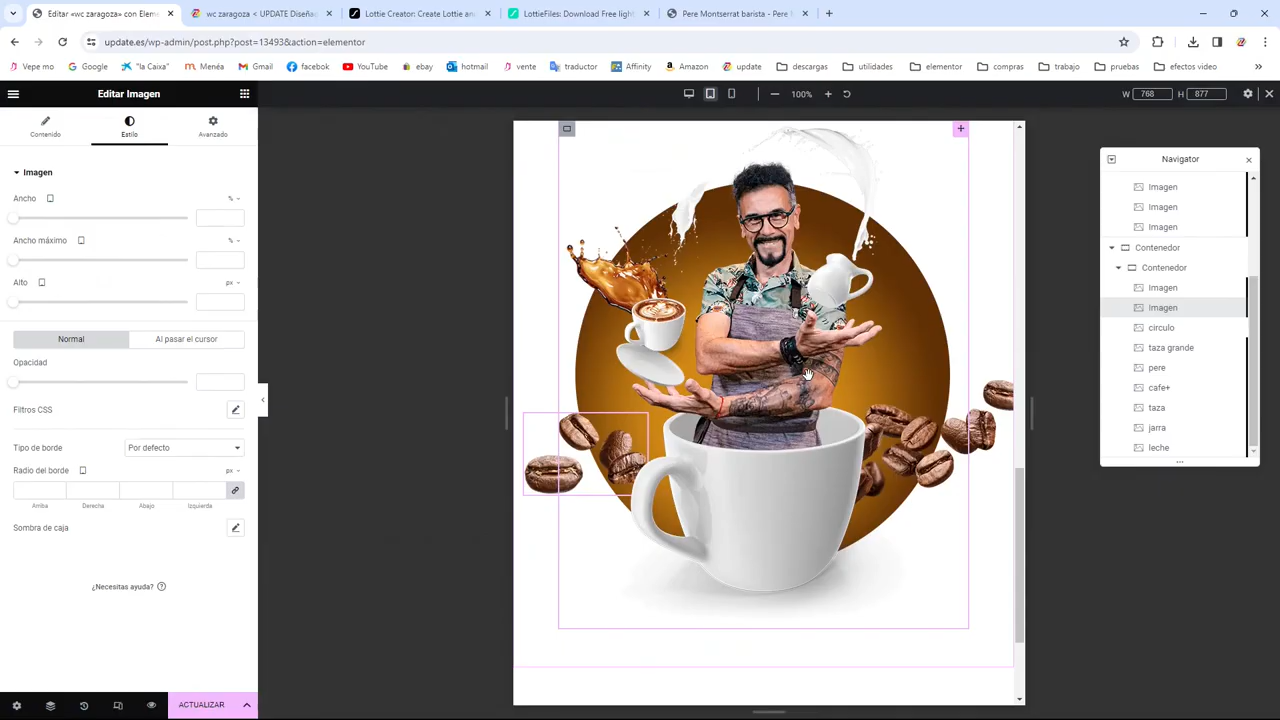 Editar «wc zaragoza» con Elem
wc zaragoza < UPDATE Diseñad
Lottie Creator: Create Lottie an
LottieFiles: Download Free light
Pere Montserrat barista - Pere M
update.es/wp-admin/post.php?post=13493&action=elementor
Vepe mo
Google
"la Caixa"
Menéa
Gmail
facebook
YouTube
ebay
hotmail
vente
traductor
Affinity
Amazon
update
descargas
utilidades
elementor
compras
trabajo
pruebas
efectos video
Editar Imagen
100%
W 768 H 877
Contenido
Estilo
Avanzado
Imagen
Ancho
%
Ancho máximo
%
Alto
px
Normal
Al pasar el cursor
Opacidad
Filtros CSS
Tipo de borde
Por defecto
Radio del borde
px
Arriba
Derecha
Abajo
Izquierda
Sombra de caja
¿Necesitas ayuda?
ACTUALIZAR
Navigator
Imagen
Imagen
Imagen
Contenedor
Contenedor
Imagen
Imagen
circulo
taza grande
pere
cafe+
taza
jarra
leche